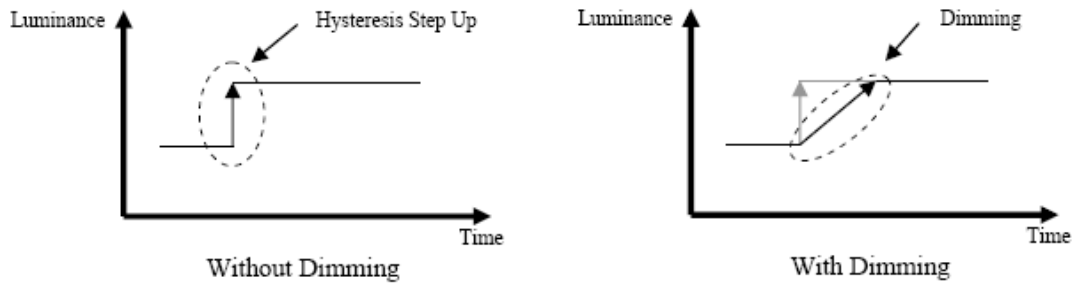 Luminance
Hysteresis Step Up
Time
Without Dimming
Luminance
Dimming
Time
With Dimming